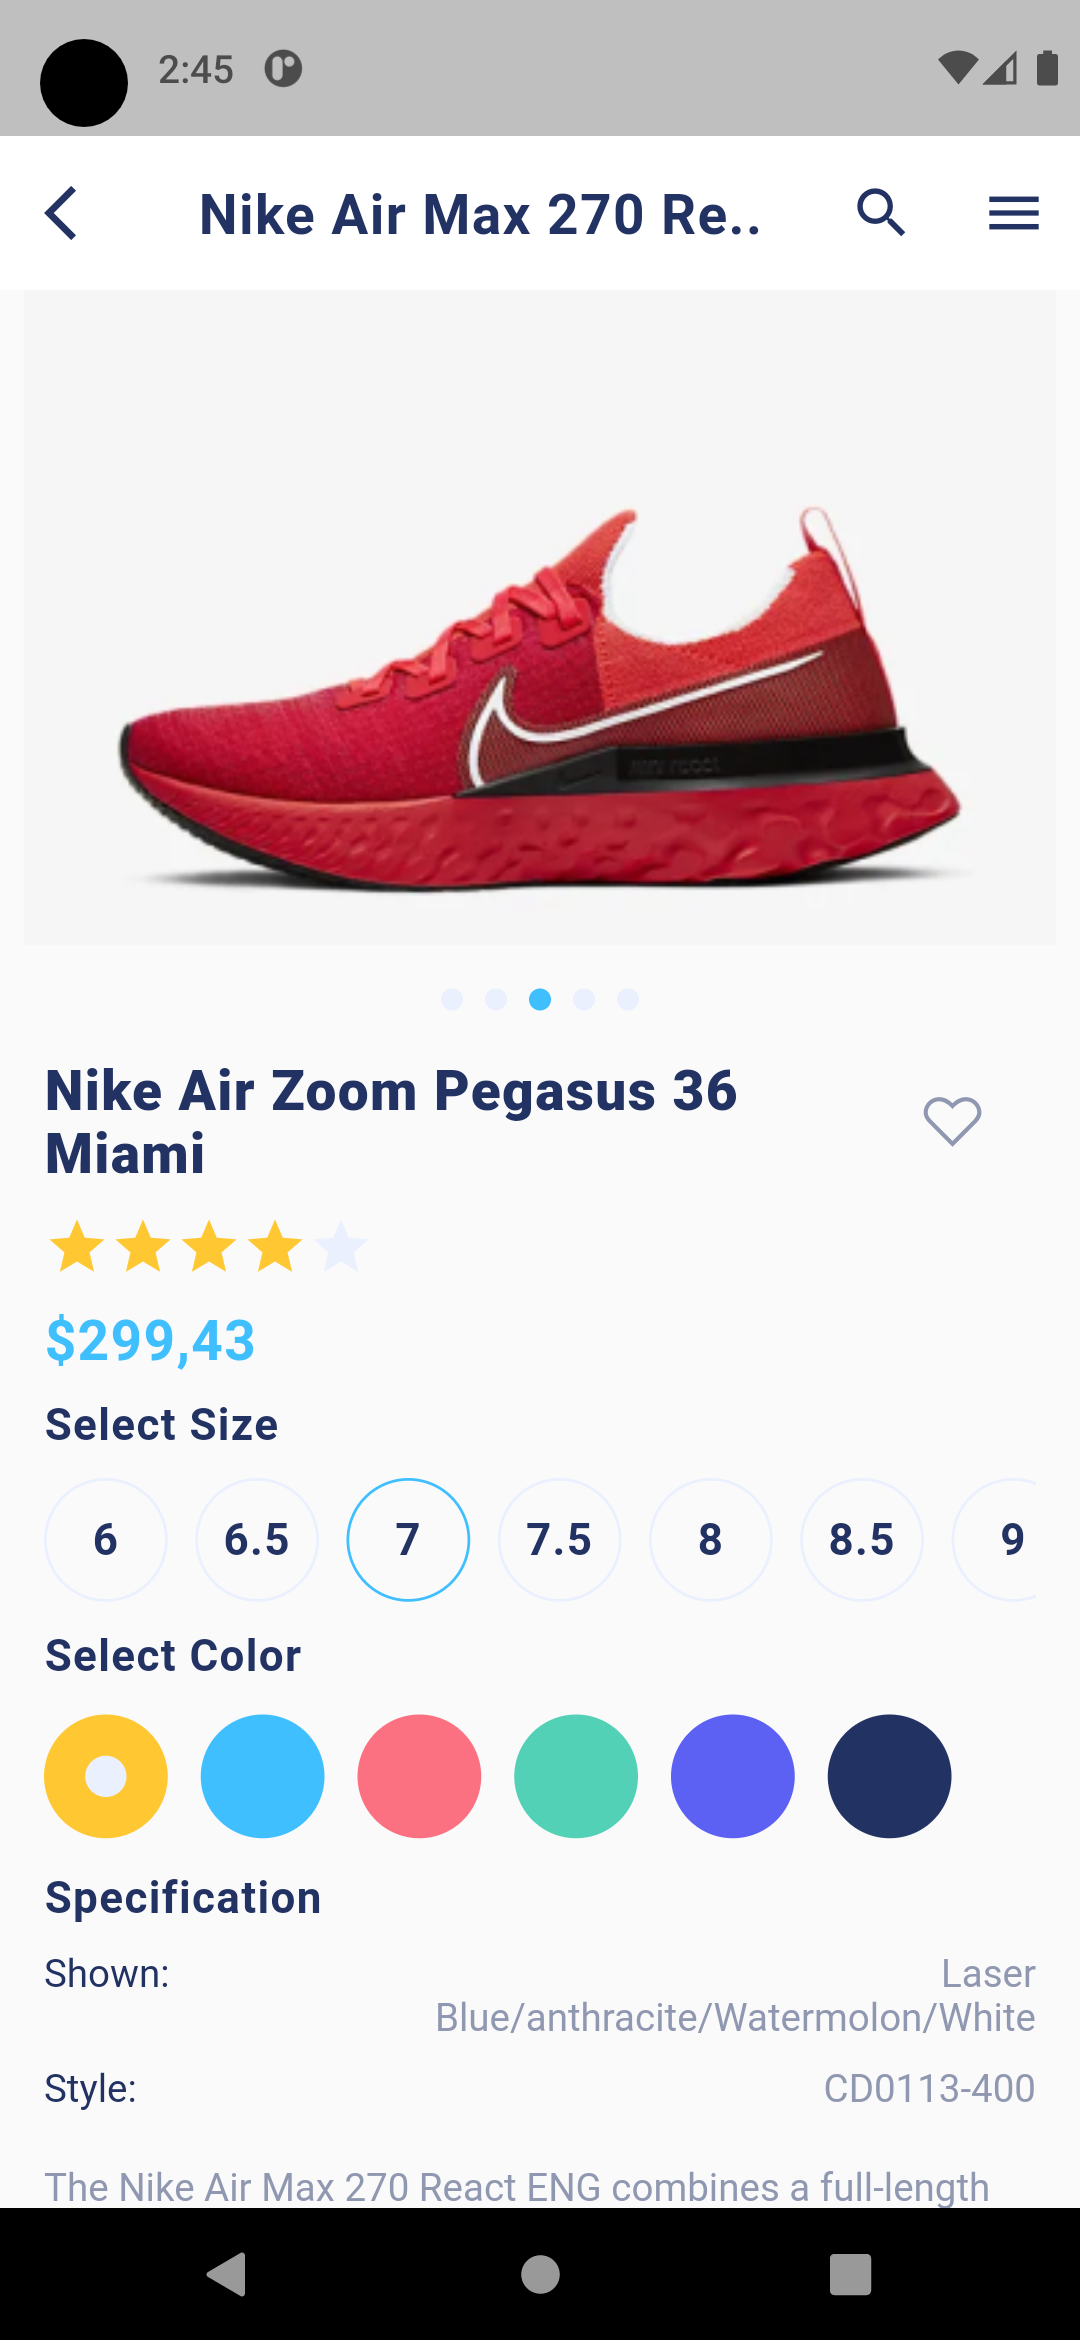 2:45
Nike Air Max 270 Re..
Nike Air Zoom Pegasus 36
Miami
$299,43
Select Size
6 6.5 7 7.5 8 8.5 9
Select Color
Specification
Shown: Laser
Blue/anthracite/Watermolon/White
Style: CD0113-400
The Nike Air Max 270 React ENG combines a full-length